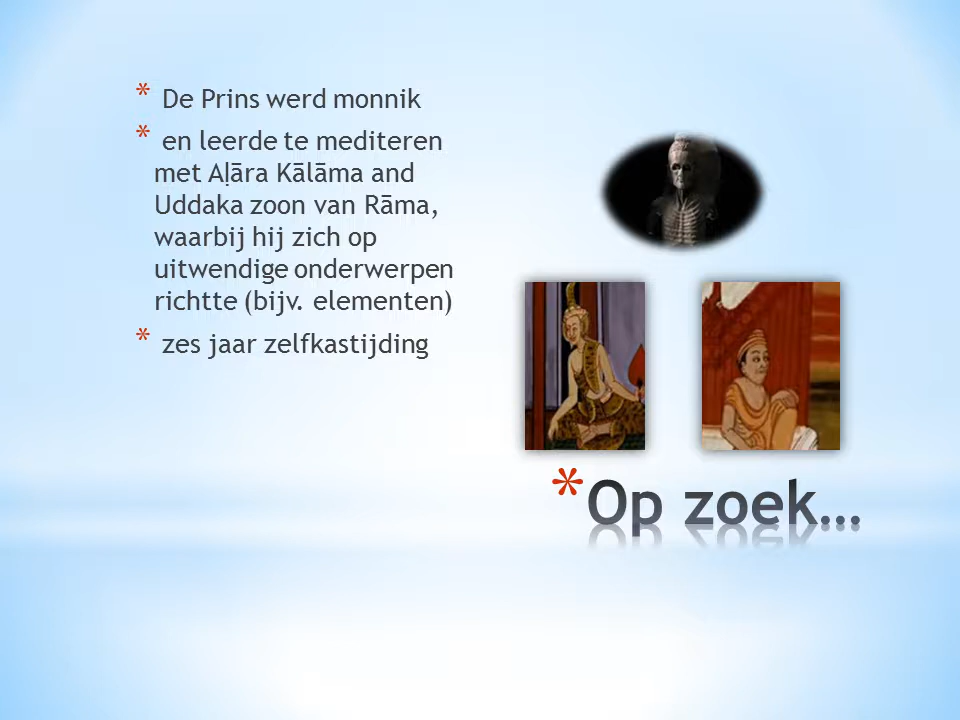 * De Prins werd monnik
* en leerde te mediteren
met Aḷāra Kālāma and
Uddaka zoon van Rāma,
waarbij hij zich op
uitwendige onderwerpen
richtte (bijv. elementen)
* zes jaar zelfkastijding
*Op zoek…